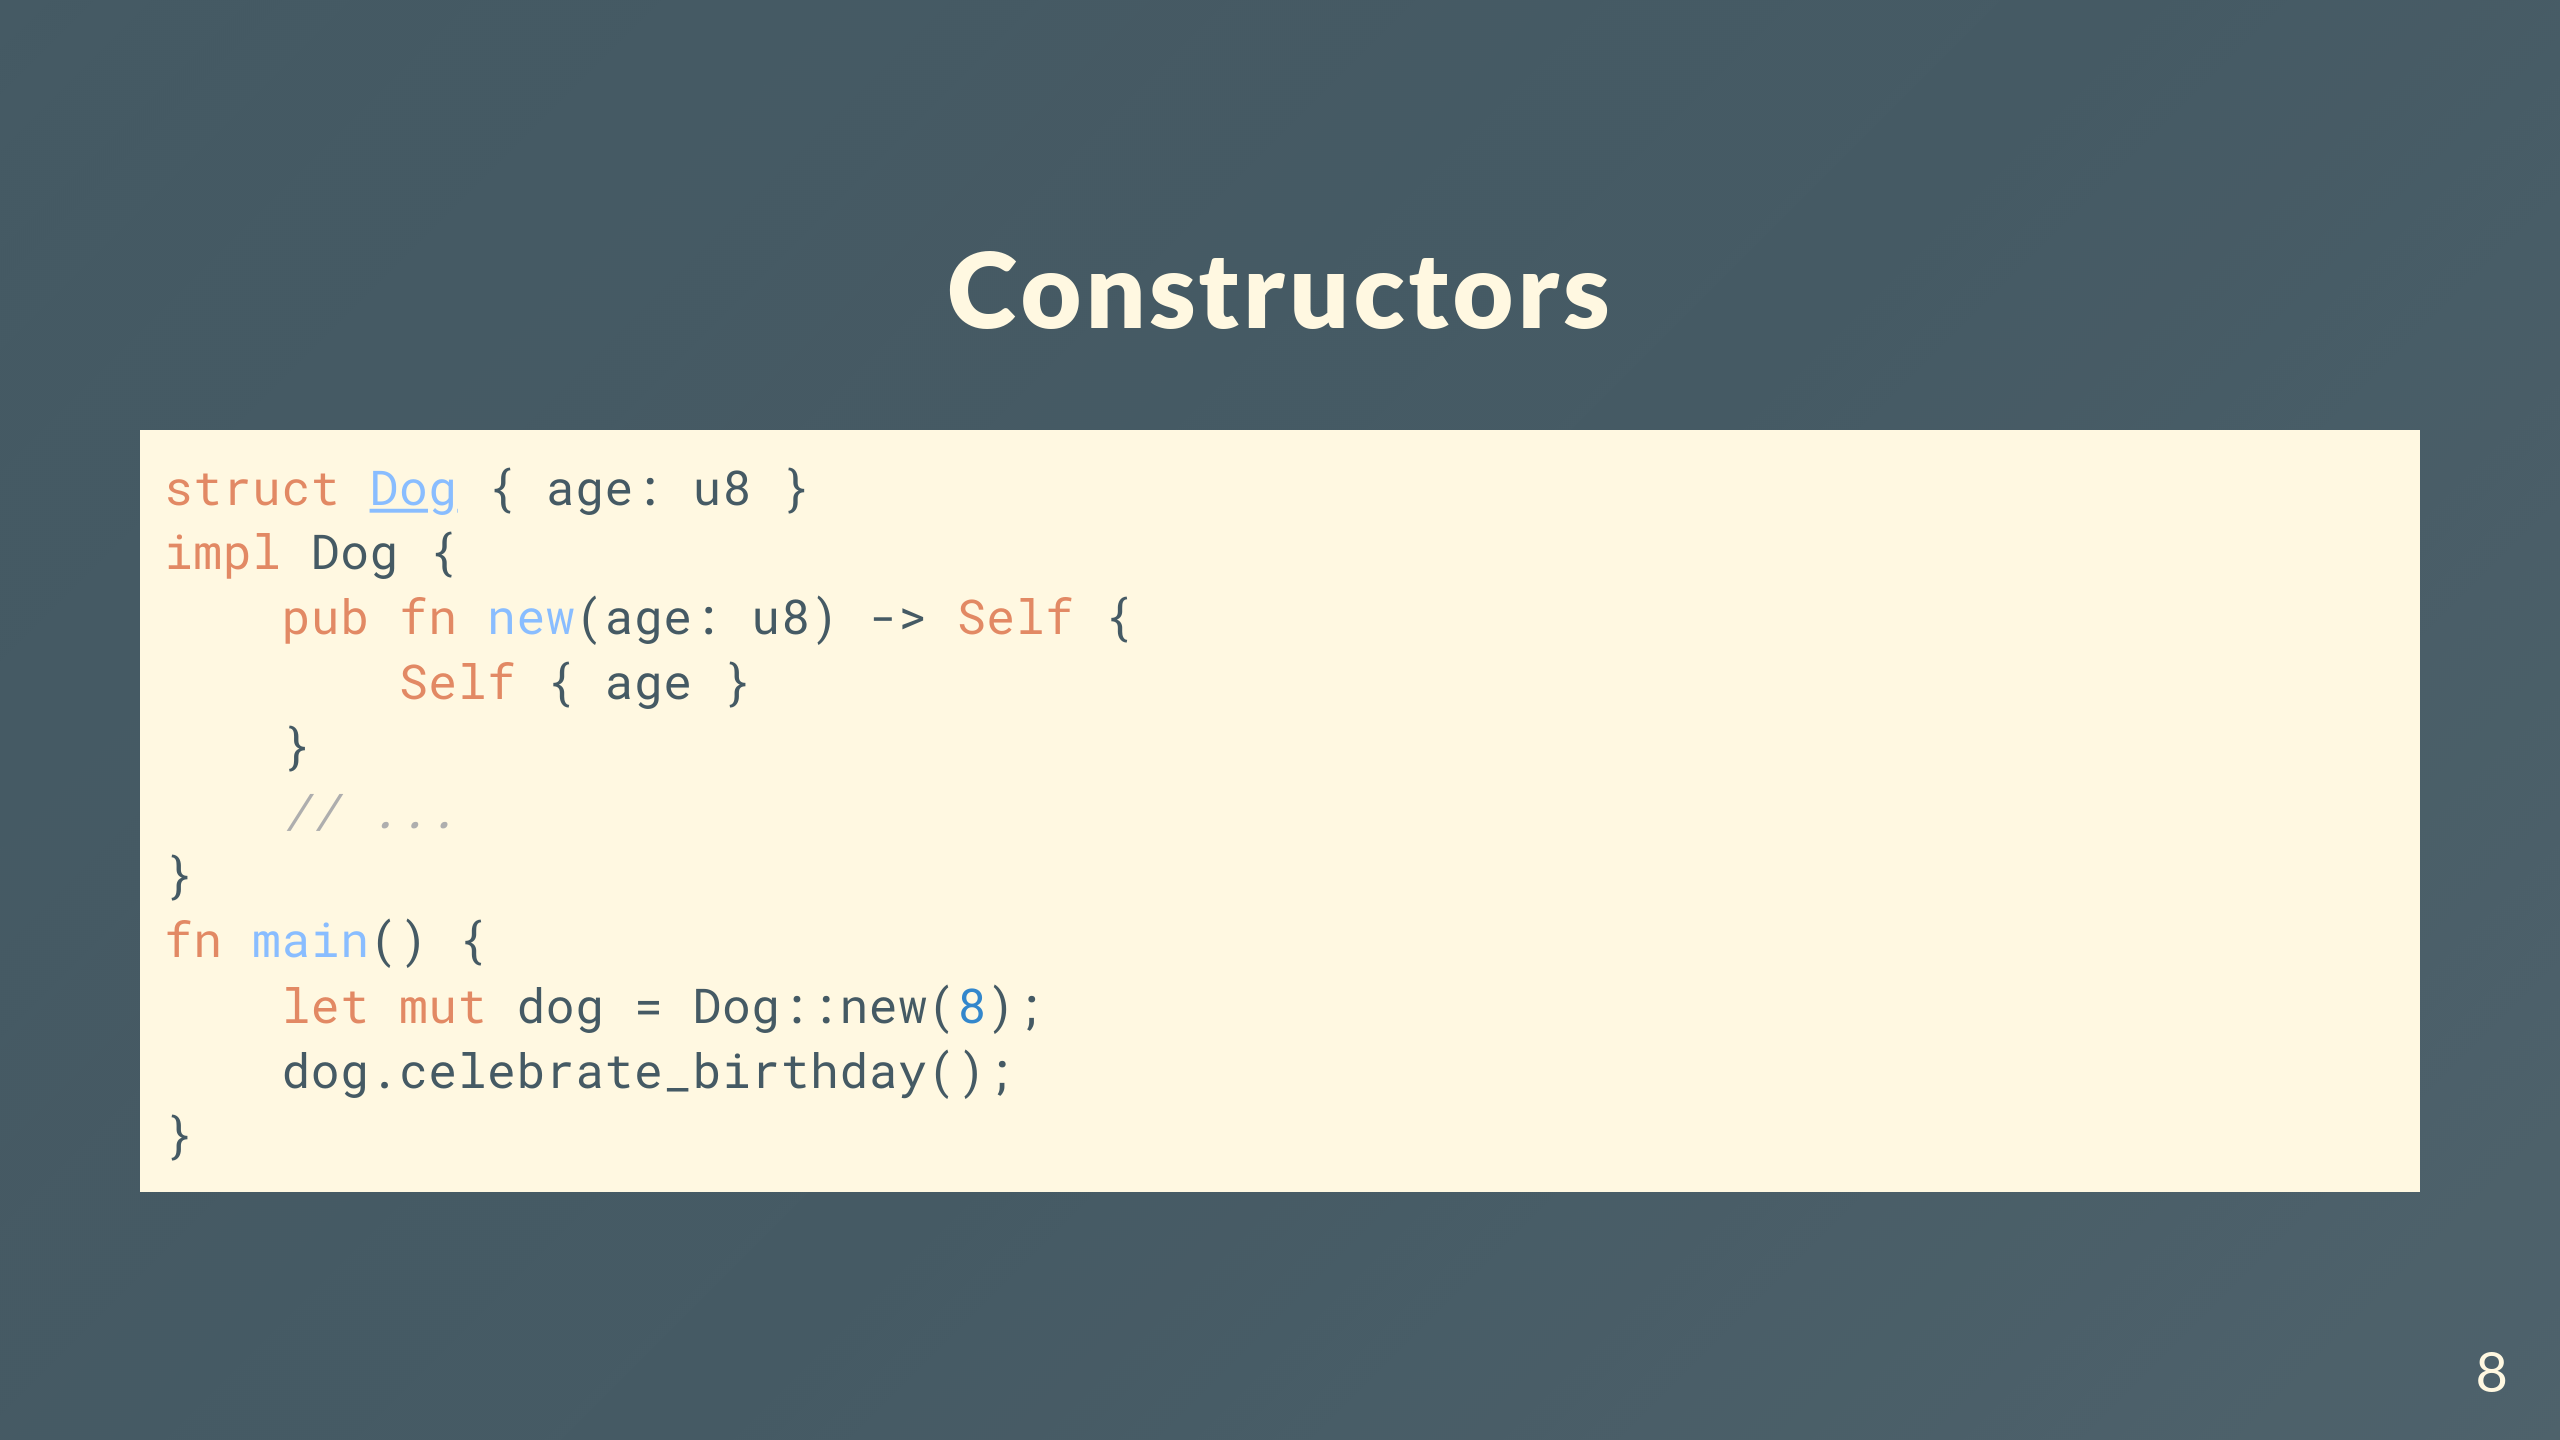 Constructors
struct Dog { age: u8 }
impl Dog {
    pub fn new(age: u8) -> Self {
        Self { age }
    }
    // ...
}
fn main() {
    let mut dog = Dog::new(8);
    dog.celebrate_birthday();
}
8